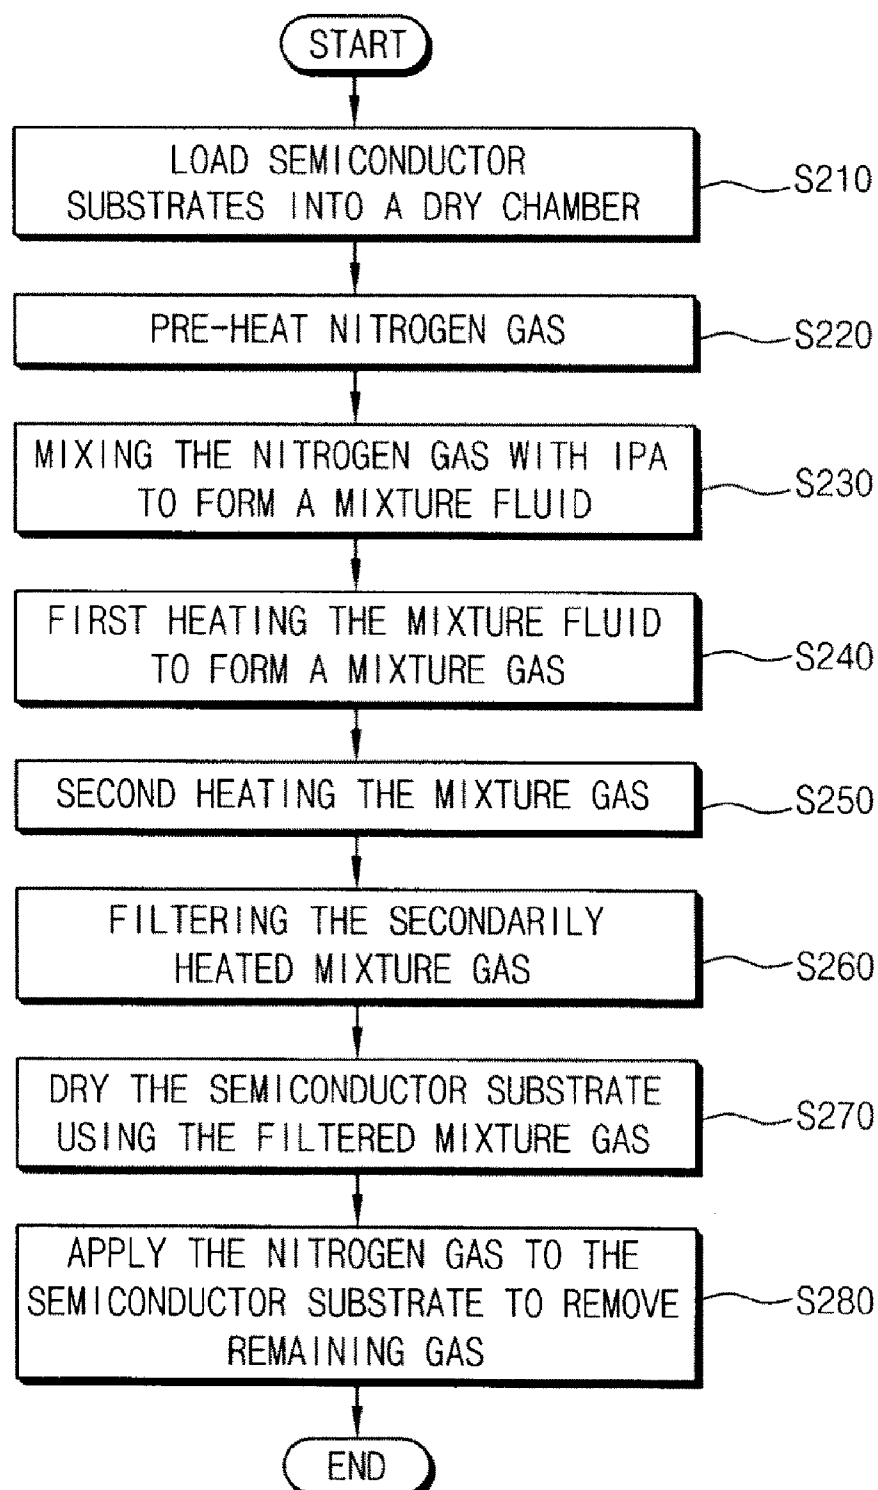 START
LOAD SEMICONDUCTOR
SUBSTRATES INTO A DRY CHAMBER
S210
PRE-HEAT NITROGEN GAS
S220
MIXING THE NITROGEN GAS WITH IPA
TO FORM A MIXTURE FLUID
S230
FIRST HEATING THE MIXTURE FLUID
TO FORM A MIXTURE GAS
S240
SECOND HEATING THE MIXTURE GAS
S250
FILTERING THE SECONDARILY
HEATED MIXTURE GAS
S260
DRY THE SEMICONDUCTOR SUBSTRATE
USING THE FILTERED MIXTURE GAS
S270
APPLY THE NITROGEN GAS TO THE
SEMICONDUCTOR SUBSTRATE TO REMOVE
REMAINING GAS
S280
END